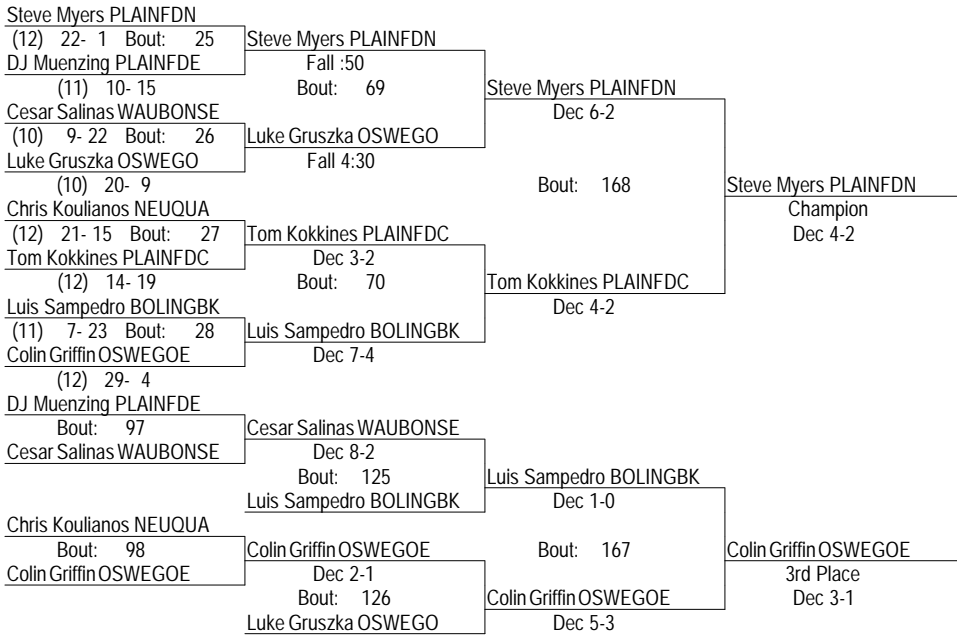 Steve Myers PLAINFDN
(12) 22- 1 Bout: 25 Steve Myers PLAINFDN
DJ Muenzing PLAINFDE Fall :50
(11) 10- 15 Bout: 69 Steve Myers PLAINFDN
Cesar Salinas WAUBONSE Dec 6-2
(10) 9- 22 Bout: 26 Luke Gruszka OSWEGO
Luke Gruszka OSWEGO Fall 4:30
(10) 20- 9 Bout: 168 Steve Myers PLAINFDN
Chris Koulianos NEUQUA Champion
(12) 21- 15 Bout: 27 Tom Kokkines PLAINFDC Dec 4-2
Tom Kokkines PLAINFDC Dec 3-2
(12) 14- 19 Bout: 70 Tom Kokkines PLAINFDC
Luis Sampedro BOLINGBK Dec 4-2
(11) 7- 23 Bout: 28 Luis Sampedro BOLINGBK
Colin Griffin OSWEGOE Dec 7-4
(12) 29- 4
DJ Muenzing PLAINFDE
Bout: 97 Cesar Salinas WAUBONSE
Cesar Salinas WAUBONSE Dec 8-2
Bout: 125 Luis Sampedro BOLINGBK
Luis Sampedro BOLINGBK Dec 1-0
Chris Koulianos NEUQUA
Bout: 98 Colin Griffin OSWEGOE Bout: 167 Colin Griffin OSWEGOE
Colin Griffin OSWEGOE Dec 2-1 3rd Place
Bout: 126 Colin Griffin OSWEGOE Dec 3-1
Luke Gruszka OSWEGO Dec 5-3